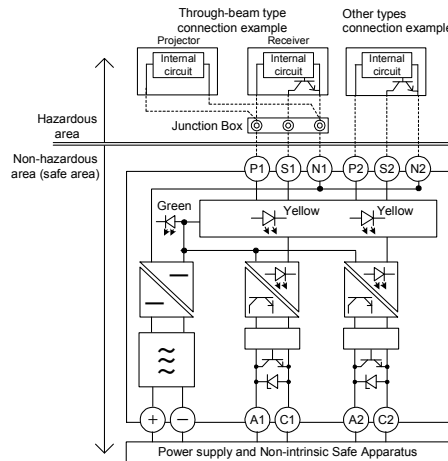 Through-beam type
connection example
Other types
connection example
Projector
Receiver
Internal
circuit
Internal
circuit
Internal
circuit
Hazardous
area
Junction Box
Non-hazardous
area (safe area)
P1
S1
N1
P2
S2
N2
Green
Yellow
Yellow
+
−
A1
C1
A2
C2
Power supply and Non-intrinsic Safe Apparatus